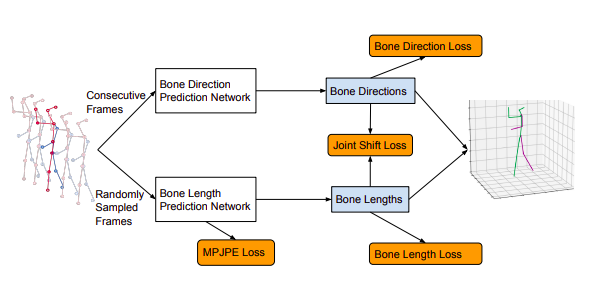 Bone Direction Loss
Consecutive
Frames
Bone Direction
Prediction Network
Bone Directions
Joint Shift Loss
Randomly
Sampled
Frames
Bone Length
Prediction Network
Bone Lengths
MPJPE Loss
Bone Length Loss